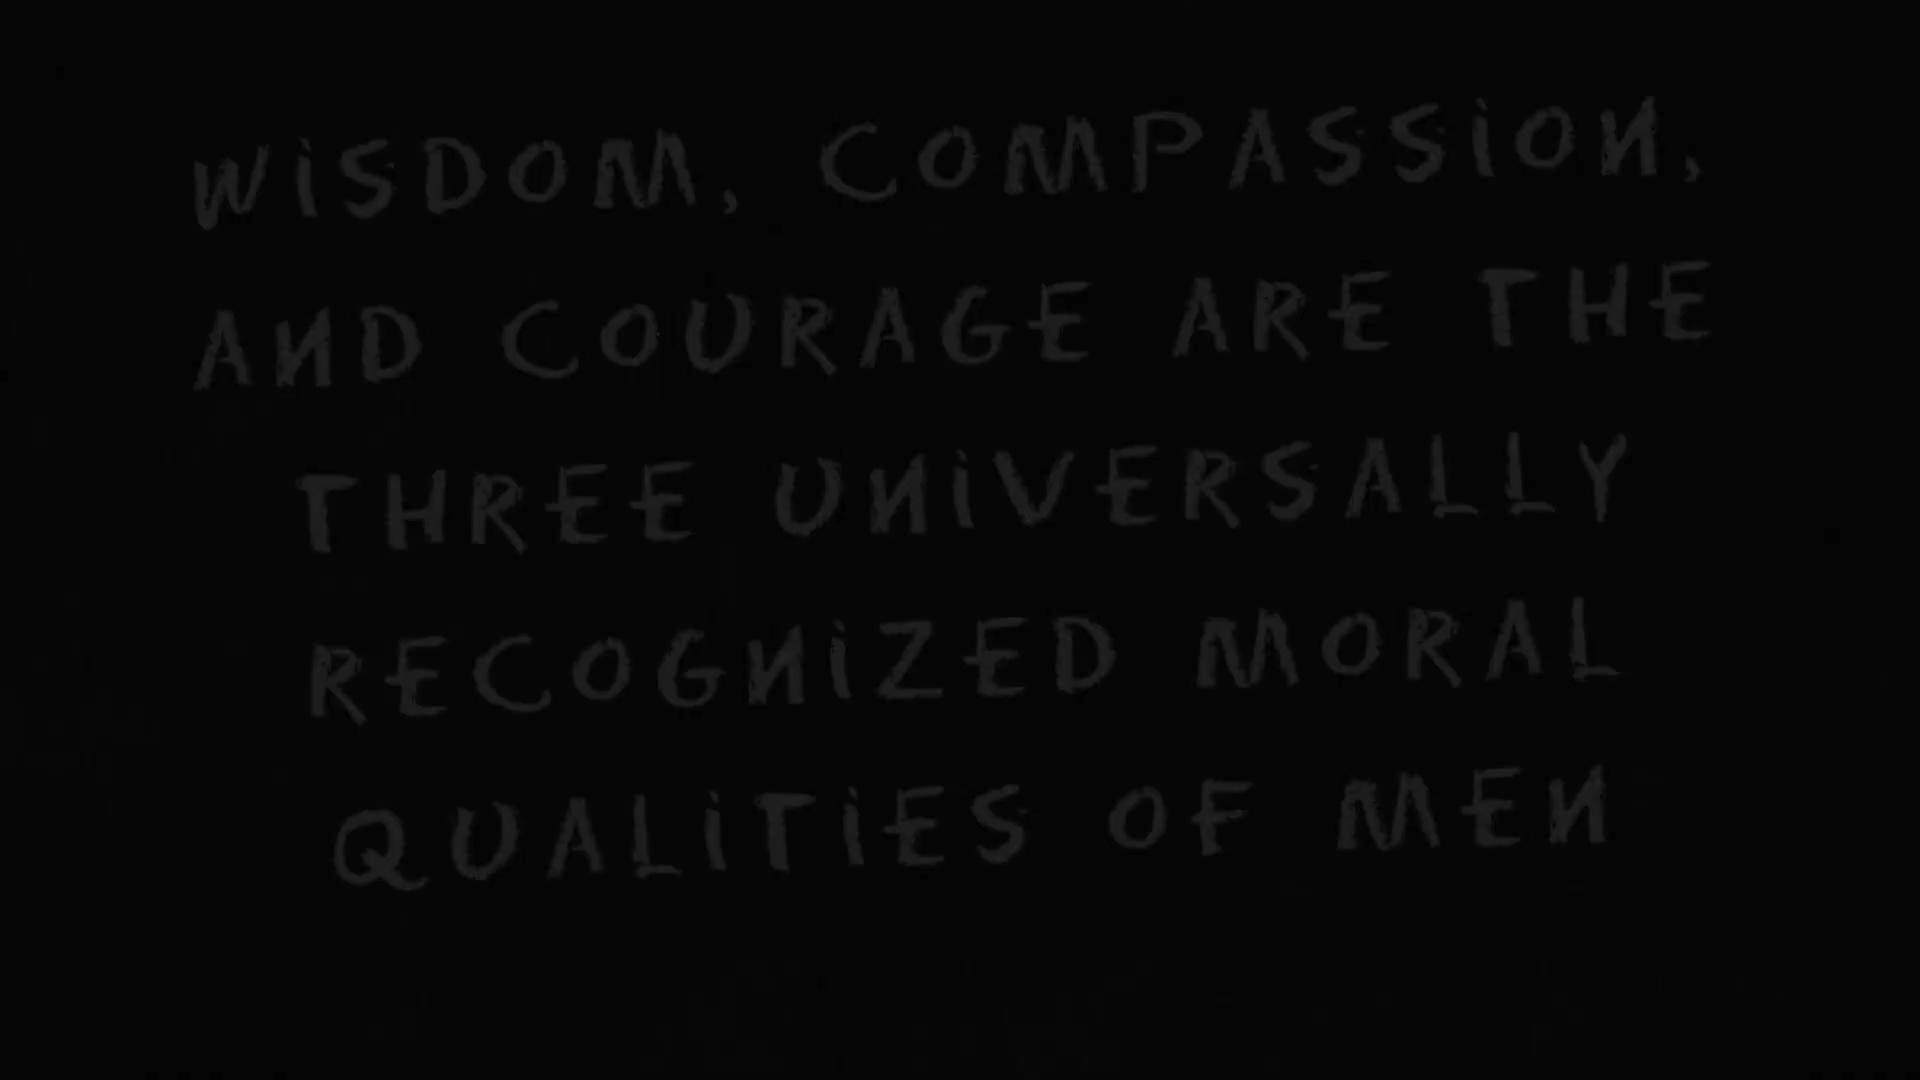 WISDOM, COMPASSION,
AND COURAGE ARE THE
THREE UNIVERSALLY
RECOGNIZED MORAL
QUALITIES OF MEN